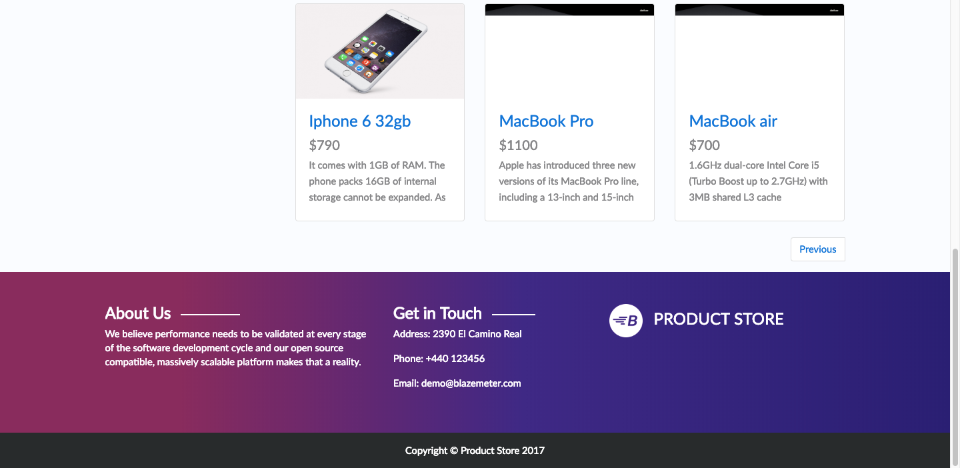 Iphone 6 32gb
$790
It comes with 1GB of RAM. The
phone packs 16GB of internal
storage cannot be expanded. As
MacBook Pro
$1100
Apple has introduced three new
versions of its MacBook Pro line,
including a 13-inch and 15-inch
MacBook air
$700
1.6GHz dual-core Intel Core i5
(Turbo Boost up to 2.7GHz) with
3MB shared L3 cache
Previous
About Us
We believe performance needs to be validated at every stage
of the software development cycle and our open source
compatible, massively scalable platform makes that a reality.
Get in Touch
Address: 2390 El Camino Real
Phone: +440 123456
Email: demo@blazemeter.com
B PRODUCT STORE
Copyright © Product Store 2017